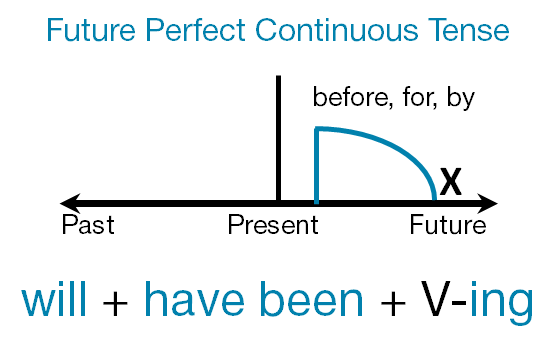 Future Perfect Continuous Tense
before, for, by
X
Past Present Future
will + have been + V-ing